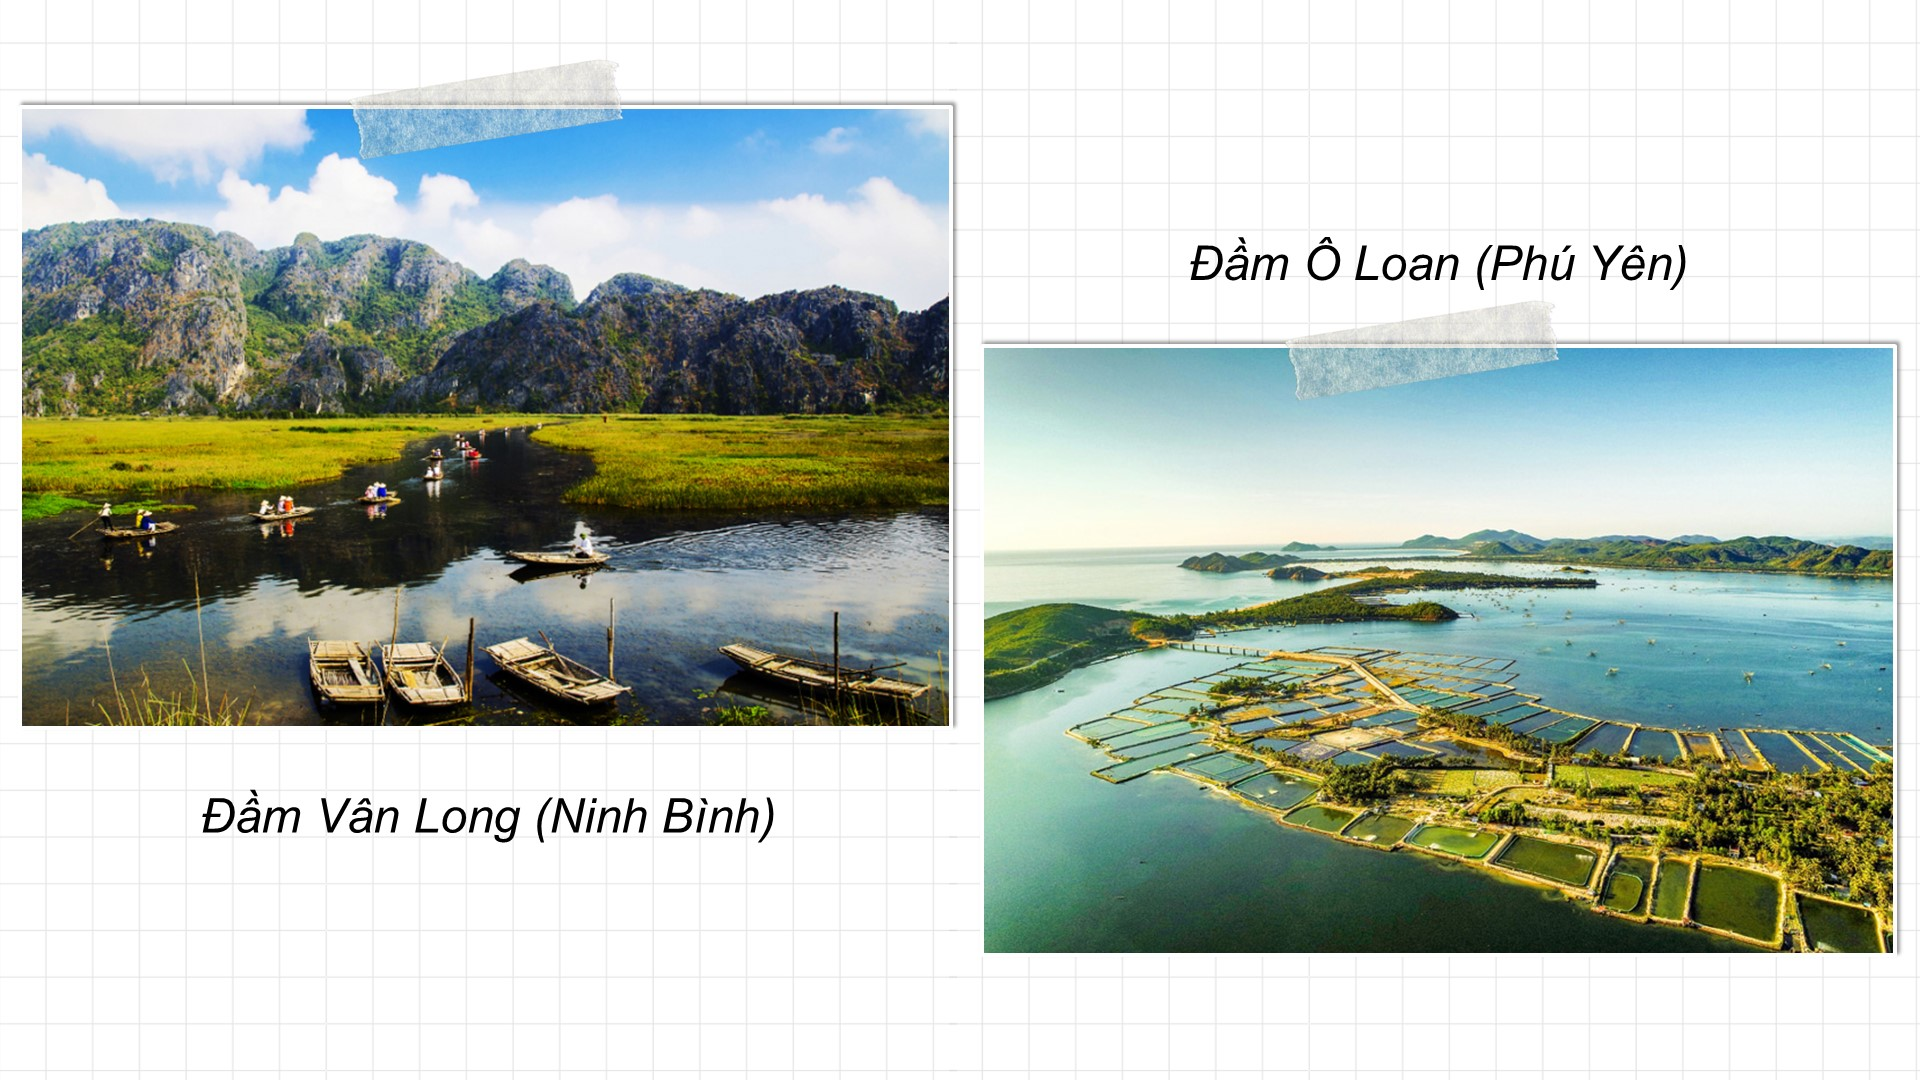 Đầm Ô Loan (Phú Yên)
Đầm Vân Long (Ninh Bình)